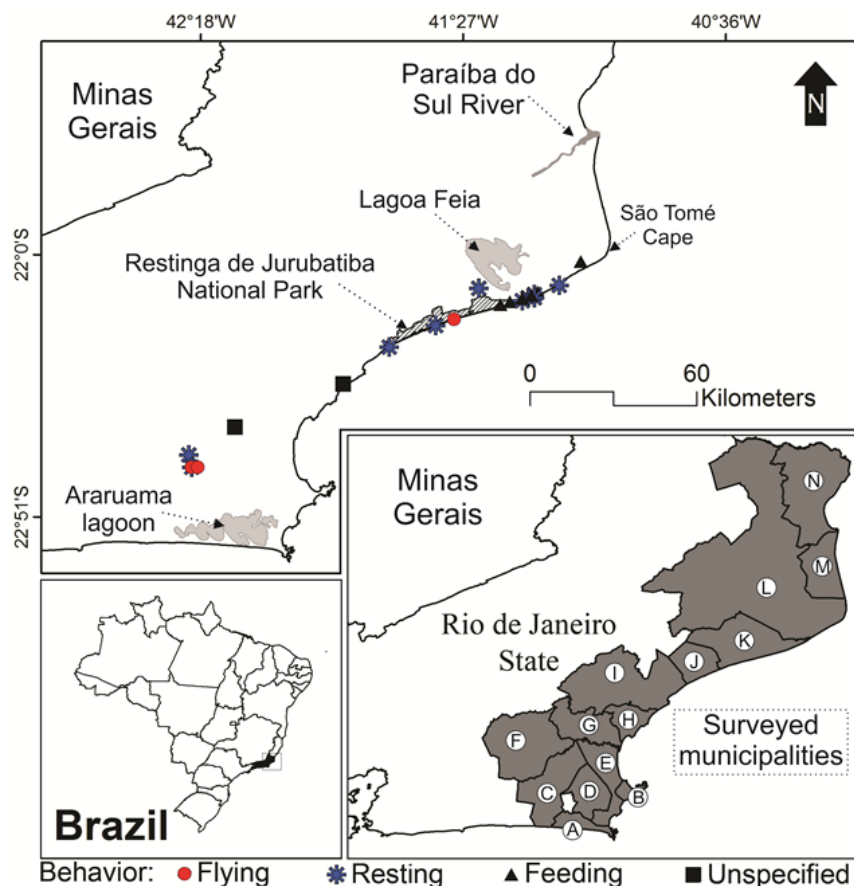 42°18'W 41°27'W 40°36'W
Minas
Gerais
Paraíba do
Sul River
N
Lagoa Feia
São Tomé
Cape
22°0'S
Restinga de Jurubatiba
National Park
0 60
Kilometers
Araruama
lagoon
22°51'S
Minas
Gerais
N
M
L
Rio de Janeiro
State
K
J
I
H
G
F
E
D
C
B
A
Surveyed
municipalities
Brazil
Behavior: Flying Resting Feeding Unspecified